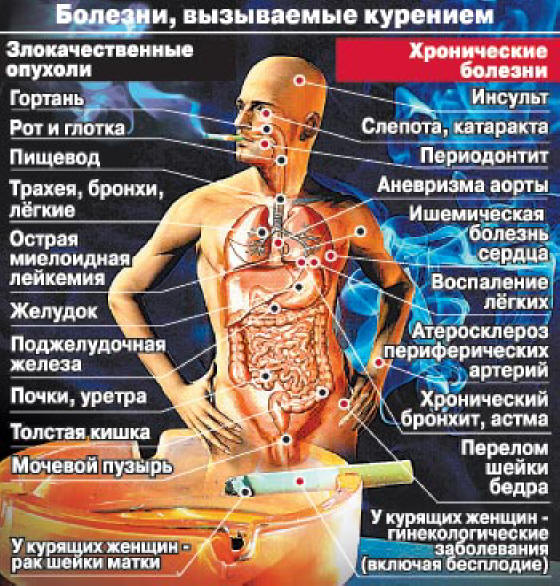 Болезни, вызываемые курением
Злокачественные
опухоли
Гортань
Рот и глотка
Пищевод
Трахея, бронхи,
лёгкие
Острая
миелоидная
лейкемия
Желудок
Поджелудочная
железа
Почки, уретра
Толстая кишка
Мочевой пузырь
У курящих женщин -
рак шейки матки
Хронические
болезни
Инсульт
Слепота, катаракта
Периодонтит
Аневризма аорты
Ишемическая
болезнь
сердца
Воспаление
лёгких
Атеросклероз
периферических
артерий
Хронический
бронхит, астма
Перелом
шейки
бедра
У курящих женщин -
гинекологические
заболевания
(включая бесплодие)